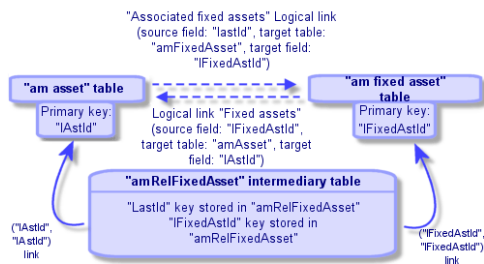 "Associated fixed assets" Logical link
(source field: "lastId", target table:
"amFixedAsset", target field:
"lFixedAstId")
"am asset" table
Primary key:
"lAstId"
"am fixed asset"
table
Primary key:
"lFixedAstId"
Logical link "Fixed assets"
(source field: "lFixedAstId",
target table: "amAsset", target
field: "lAstId")
"amRelFixedAsset" intermediary table
"LastId" key stored in "amRelFixedAsset"
"lFixedAstId" key stored in
"amRelFixedAsset"
("lAstId",
"lAstId")
link
("lFixedAstId",
"lFixedAstId")
link